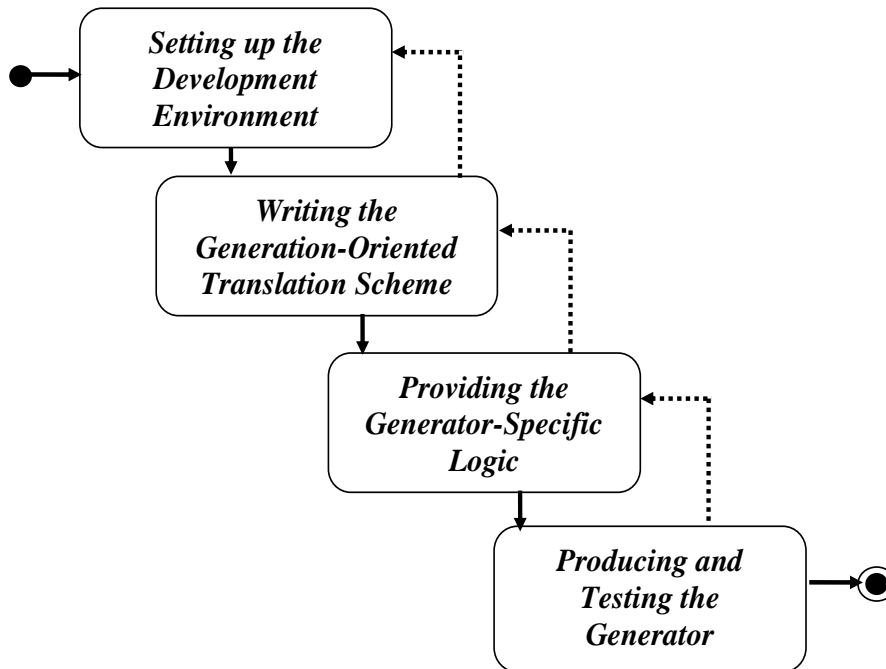 Setting up the
Development
Environment
Writing the
Generation-Oriented
Translation Scheme
Providing the
Generator-Specific
Logic
Producing and
Testing the
Generator